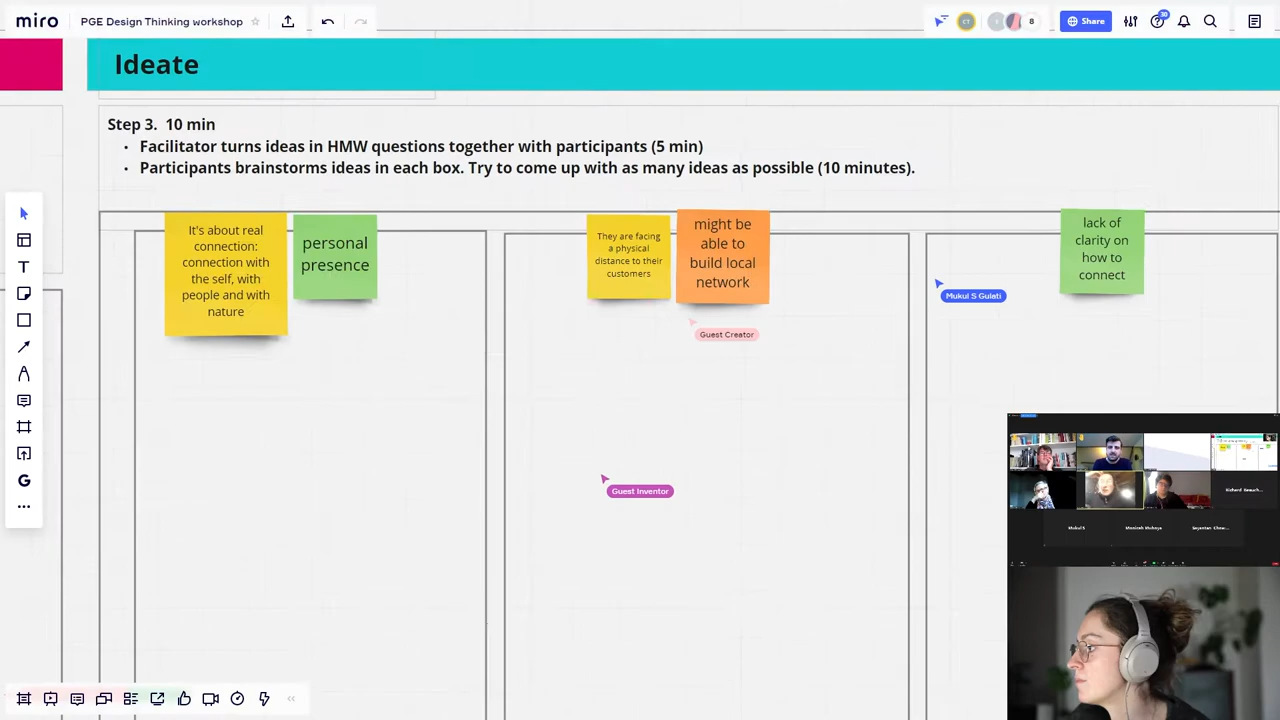 miro
PGE Design Thinking workshop
CT
8
Share
30
Ideate
Step 3. 10 min
• Facilitator turns ideas in HMW questions together with participants (5 min)
• Participants brainstorms ideas in each box. Try to come up with as many ideas as possible (10 minutes).
It's about real
connection:
connection with
the self, with
people and with
nature
personal
presence
They are facing
a physical
distance to their
customers
might be
able to
build local
network
lack of
clarity on
how to
connect
Mukul S Gulati
Guest Creator
Guest Inventor
Mukul S